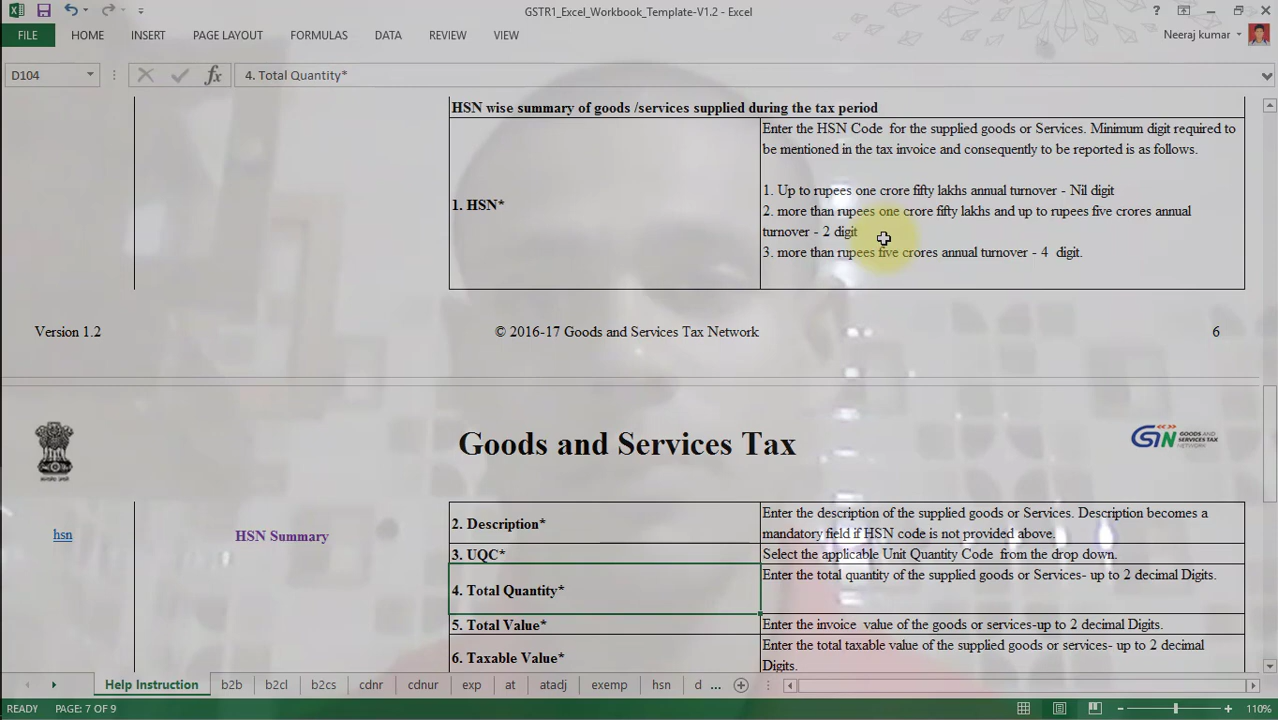 GSTR1_Excel_Workbook_Template-V1.2 - Excel
FILE HOME INSERT PAGE LAYOUT FORMULAS DATA REVIEW VIEW
Neeraj kumar
D104
fx
4. Total Quantity*
HSN wise summary of goods /services supplied during the tax period
1. HSN*
Enter the HSN Code for the supplied goods or Services. Minimum digit required to
be mentioned in the tax invoice and consequently to be reported is as follows.
1. Up to rupees one crore fifty lakhs annual turnover - Nil digit
2. more than rupees one crore fifty lakhs and up to rupees five crores annual
turnover - 2 digit
3. more than rupees five crores annual turnover - 4 digit.
Version 1.2
© 2016-17 Goods and Services Tax Network
6
Goods and Services Tax
GOODS AND
SERVICES TAX
NETWORK
hsn
HSN Summary
2. Description*
Enter the description of the supplied goods or Services. Description becomes a
mandatory field if HSN code is not provided above.
3. UQC*
Select the applicable Unit Quantity Code from the drop down.
4. Total Quantity*
Enter the total quantity of the supplied goods or Services- up to 2 decimal Digits.
5. Total Value*
Enter the invoice value of the goods or services-up to 2 decimal Digits.
6. Taxable Value*
Enter the total taxable value of the supplied goods or services- up to 2 decimal
Digits.
Help Instruction b2b b2cl b2cs cdnr cdnur exp at atadj exemp hsn d ...
READY PAGE: 7 OF 9
110%